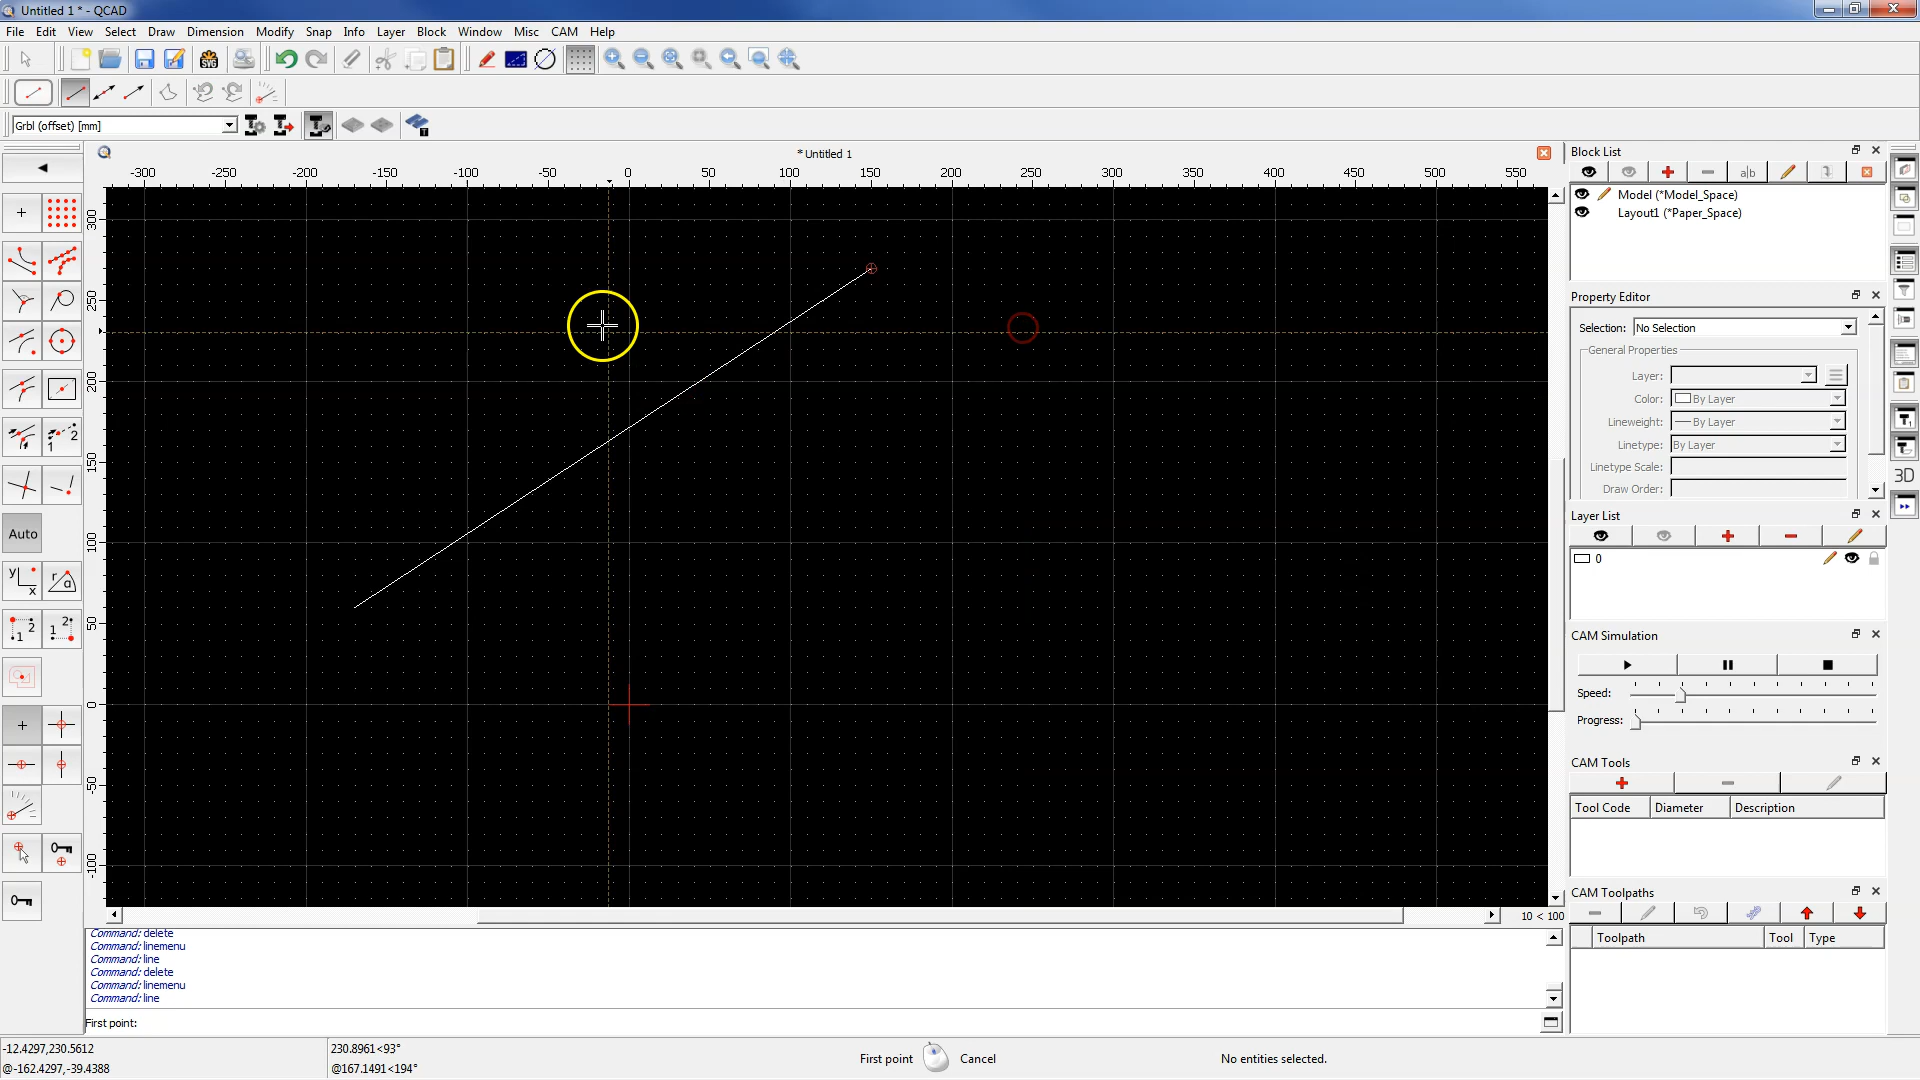 Untitled 1 * - QCAD
File Edit View Select Draw Dimension Modify Snap Info Layer Block Window Misc CAM Help
SVG
Grbl (offset) [mm]
T
* Untitled 1
-300 -250 -200 -150 -100 -50 0 50 100 150 200 250 300 350 400 450 500 550
300
250
200
150
100
50
0
-50
-100
1 2
Auto
y x r a
1 2 1 2
Block List
a|b
Model (*Model_Space)
Layout1 (*Paper_Space)
Property Editor
Selection: No Selection
General Properties
Layer:
Color: By Layer
Lineweight: By Layer
Linetype: By Layer
Linetype Scale:
Draw Order:
3D
Layer List
0
CAM Simulation
Speed:
Progress:
CAM Tools
Tool Code Diameter Description
CAM Toolpaths
Toolpath Tool Type
10 < 100
Command: delete
Command: linemenu
Command: line
Command: delete
Command: linemenu
Command: line
First point:
-12.4297,230.5612
@-162.4297,-39.4388
230.8961<93°
@167.1491<194°
First point Cancel
No entities selected.